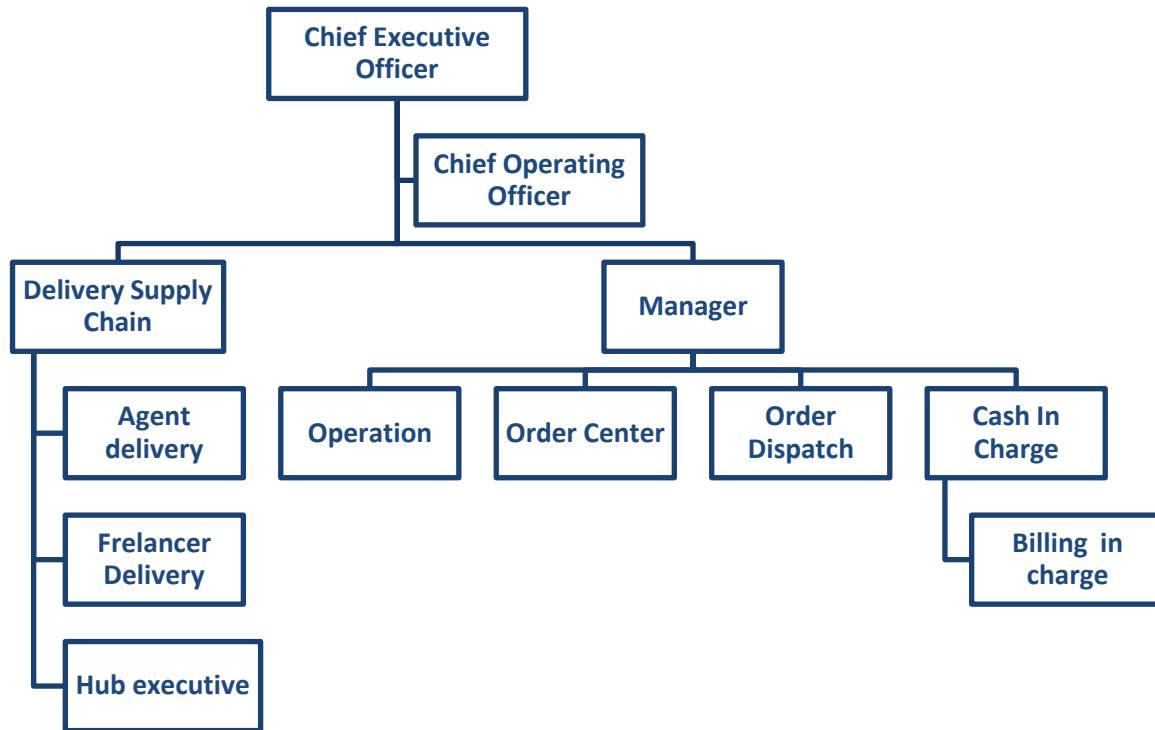 Chief Executive
Officer
Chief Operating
Officer
Delivery Supply
Chain
Manager
Agent
delivery
Operation
Order Center
Order
Dispatch
Cash In
Charge
Frelancer
Delivery
Billing in
charge
Hub executive